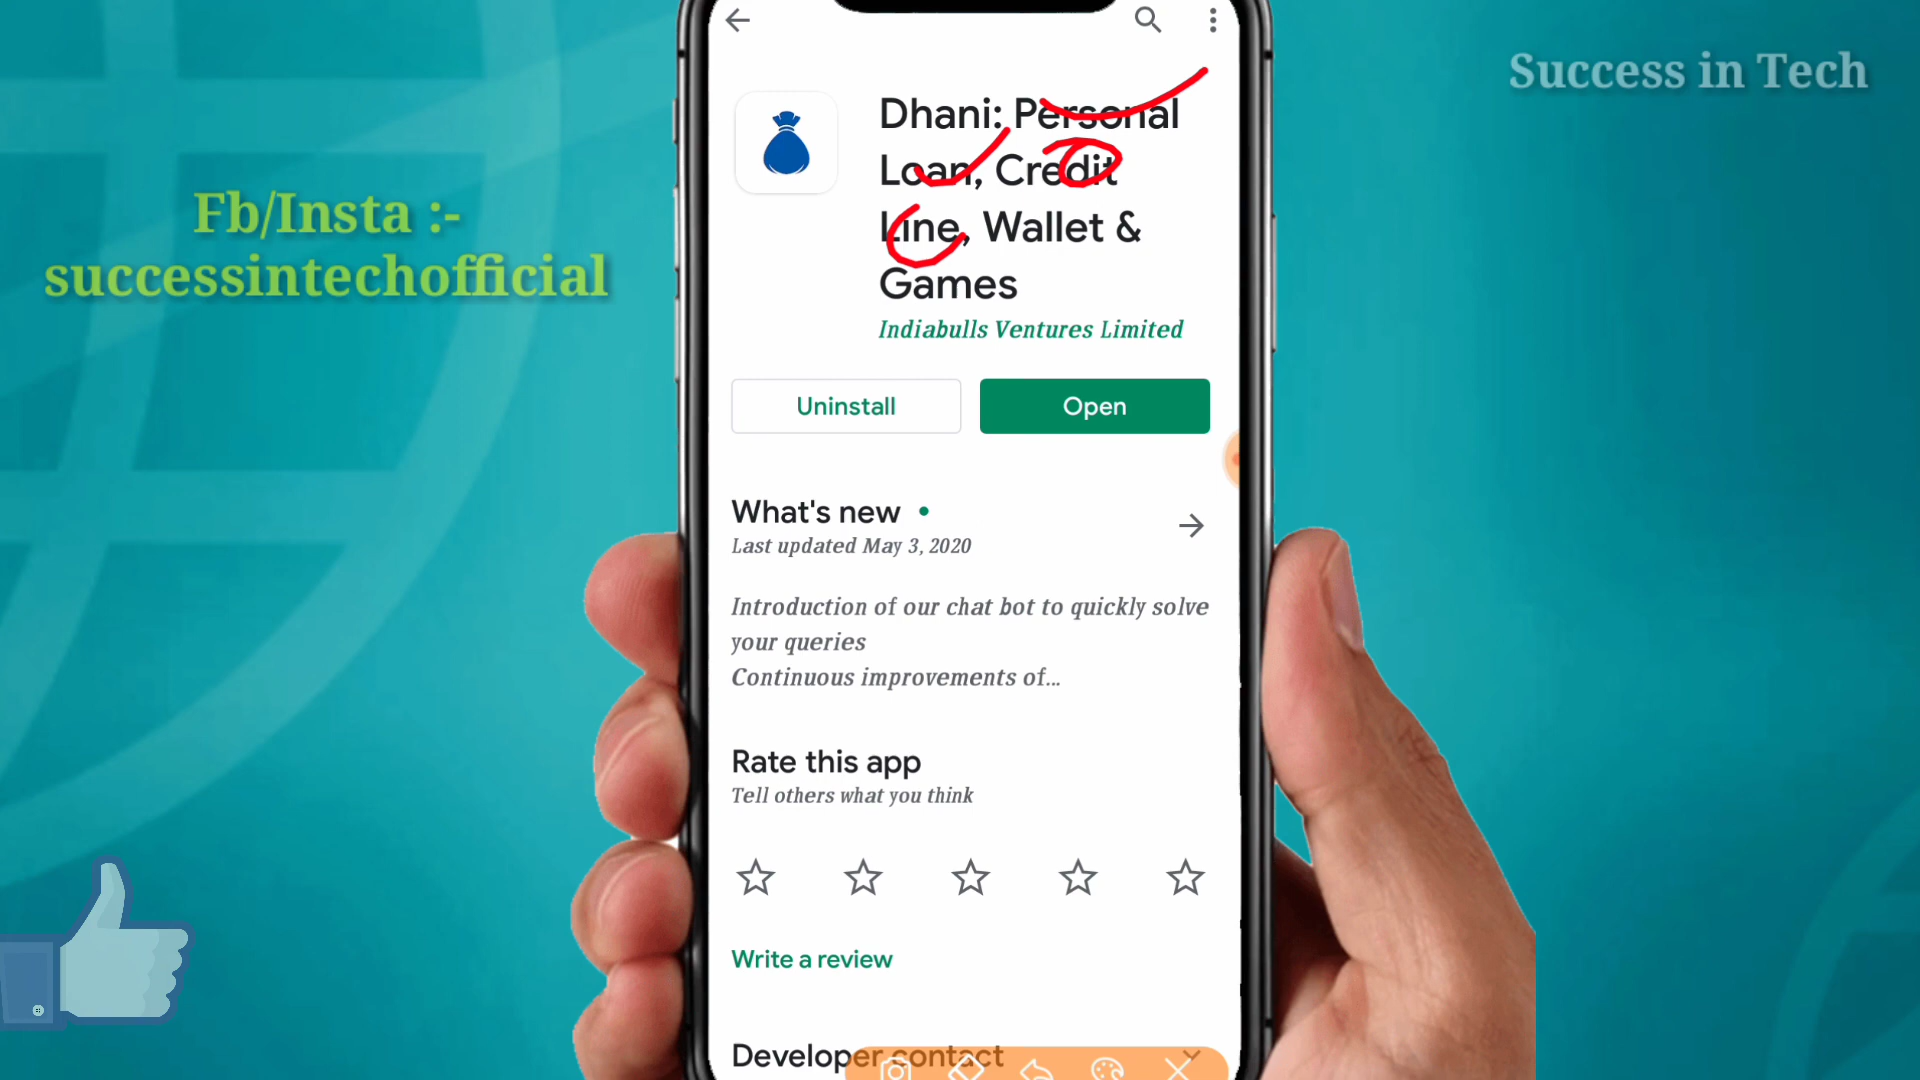 Success in Tech
Fb/Insta :-
successintechofficial
Dhani: Personal
Loan, Credit
Line, Wallet &
Games
Indiabulls Ventures Limited
Uninstall
Open
What's new
Last updated May 3, 2020
Introduction of our chat bot to quickly solve
your queries
Continuous improvements of...
Rate this app
Tell others what you think
Write a review
Developer contact